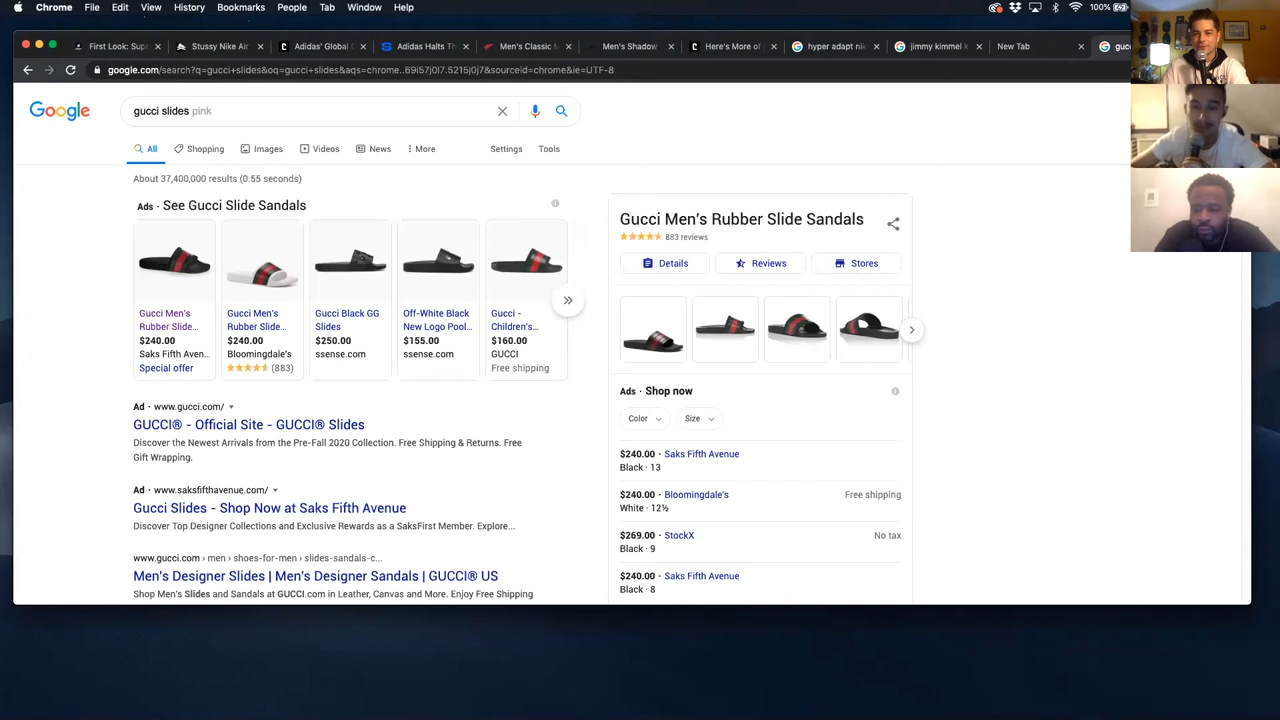 Chrome File Edit View History Bookmarks People Tab Window Help 100%
First Look: Sup Stussy Nike Air Adidas' Global C Adidas Halts Th Men's Classic M Men's Shadow Here's More of hyper adapt nik jimmy kimmel New Tab guc
google.com/search?q=gucci+slides&oq=gucci+slides&aqs=chrome..69i57j0l7.5215j0j7&sourceid=chrome&ie=UTF-8
Google
gucci slides pink
All Shopping Images Videos News More Settings Tools
About 37,400,000 results (0.55 seconds)
Ads · See Gucci Slide Sandals
Gucci Men's Rubber Slide...
$240.00
Saks Fifth Aven..
Special offer
Gucci Men's Rubber Slide...
$240.00
Bloomingdale's
(883)
Gucci Black GG Slides
$250.00
ssense.com
Off-White Black New Logo Pool...
$155.00
ssense.com
Gucci - Children's...
$160.00
GUCCI
Free shipping
Ad · www.gucci.com/
GUCCI® - Official Site - GUCCI® Slides
Discover the Newest Arrivals from the Pre-Fall 2020 Collection. Free Shipping & Returns. Free
Gift Wrapping.
Ad · www.saksfifthavenue.com/
Gucci Slides - Shop Now at Saks Fifth Avenue
Discover Top Designer Collections and Exclusive Rewards as a SaksFirst Member. Explore...
www.gucci.com › men › shoes-for-men › slides-sandals-c...
Men's Designer Slides | Men's Designer Sandals | GUCCI® US
Shop Men's Slides and Sandals at GUCCI.com in Leather, Canvas and More. Enjoy Free Shipping
Gucci Men's Rubber Slide Sandals
883 reviews
Details Reviews Stores
Ads · Shop now
Color Size
$240.00 · Saks Fifth Avenue
Black · 13
$240.00 · Bloomingdale's Free shipping
White · 12½
$269.00 · StockX No tax
Black · 9
$240.00 · Saks Fifth Avenue
Black · 8